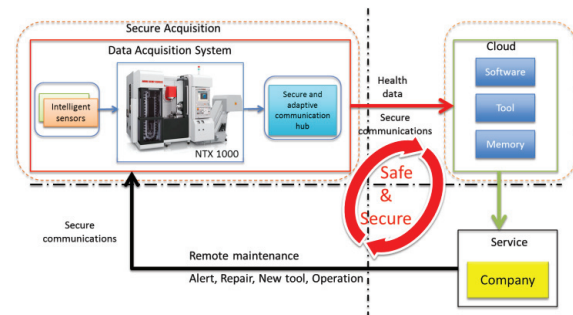 Secure Acquisition
Data Acquisition System
Intelligent
sensors
NTX 1000
Secure and
adaptive
communication
hub
Health
data
Secure
communications
Cloud
Software
Tool
Memory
Safe
&
Secure
Secure
communications
Remote maintenance
Alert, Repair, New tool, Operation
Service
Company